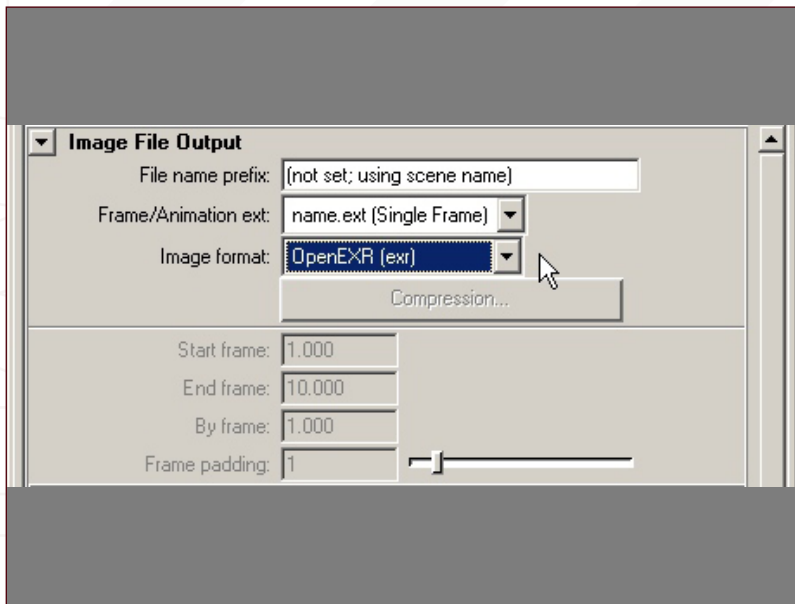 Image File Output
File name prefix: (not set; using scene name)
Frame/Animation ext: name.ext (Single Frame)
Image format: OpenEXR (exr)
Compression...
Start frame: 1.000
End frame: 10.000
By frame: 1.000
Frame padding: 1